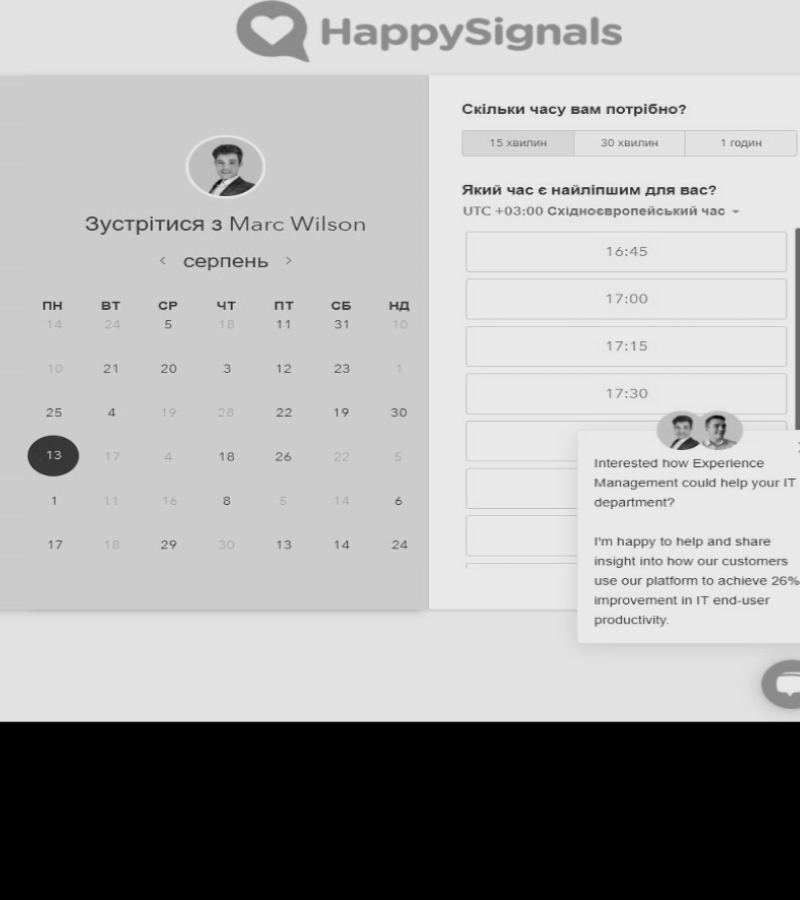 HappySignals
Зустрітися з Marc Wilson
‹ серпень ›
ПН ВТ СР ЧТ ПТ СБ НД
14 24 5 18 11 31 10
10 21 20 3 12 23 1
25 4 19 28 22 19 30
13 17 4 18 26 22 5
1 11 16 8 5 14 6
17 18 29 30 13 14 24
Скільки часу вам потрібно?
15 хвилин 30 хвилин 1 годин
Який час є найліпшим для вас?
UTC +03:00 Східноєвропейський час
16:45
17:00
17:15
17:30
Interested how Experience
Management could help your IT
department?
I'm happy to help and share
insight into how our customers
use our platform to achieve 26%
improvement in IT end-user
productivity.